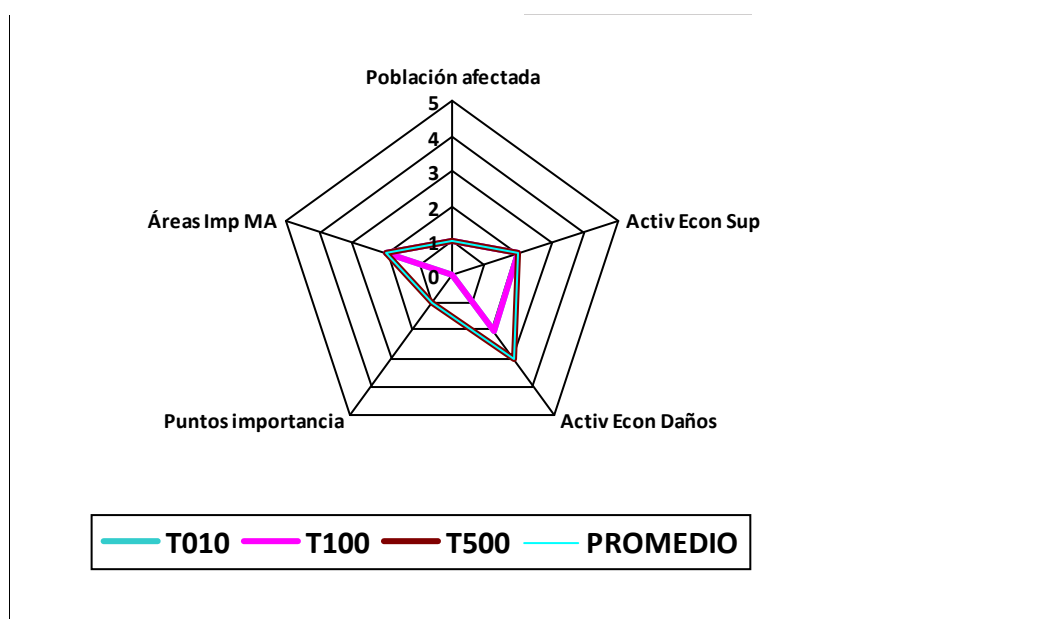 Población afectada
5
4
3
2
1
0
Áreas Imp MA
Activ Econ Sup
Puntos importancia
Activ Econ Daños
T010 T100 T500 PROMEDIO